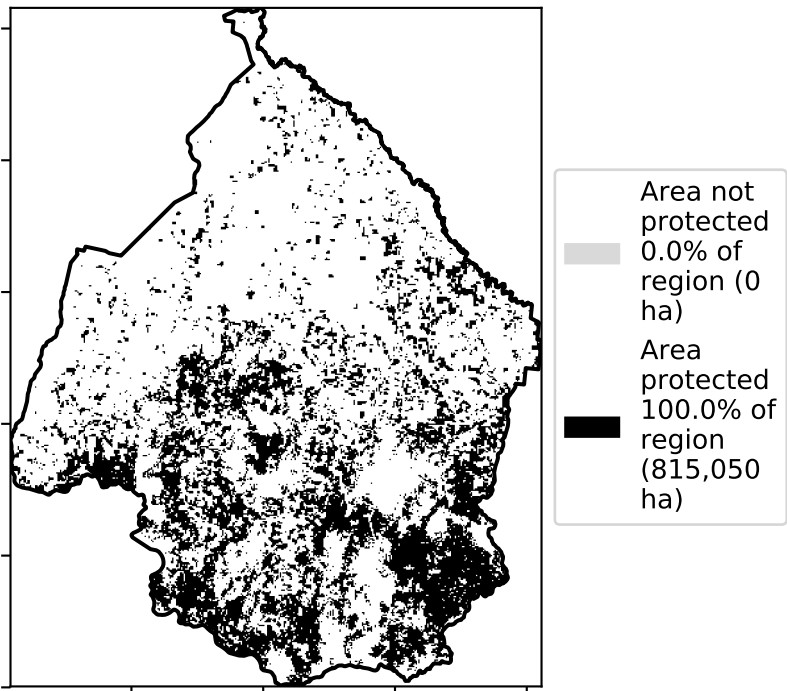 Area not
protected
0.0% of
region (0
ha)
Area
protected
100.0% of
region
(815,050
ha)